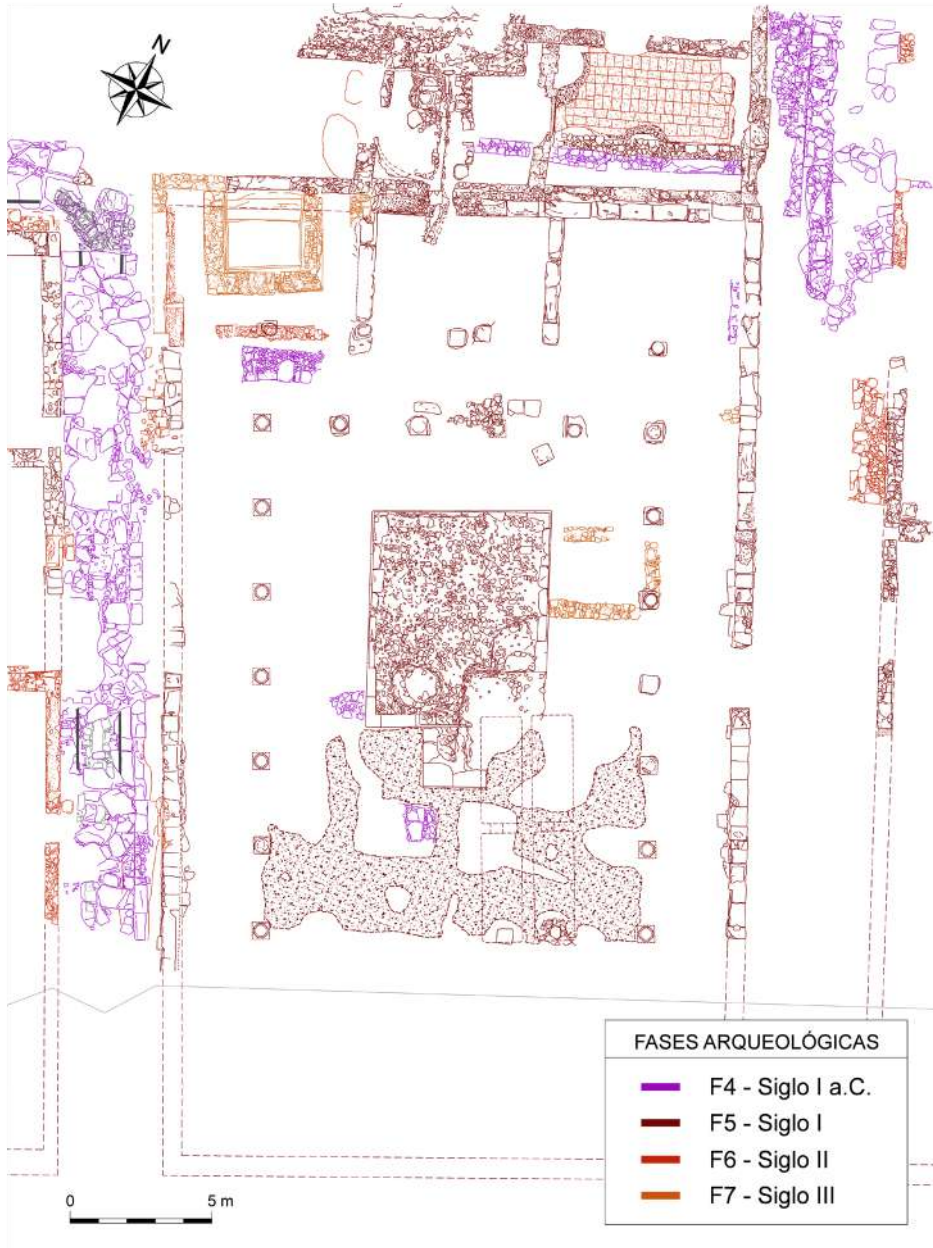 N
FASES ARQUEOLÓGICAS
F4 - Siglo I a.C.
F5 - Siglo I
F6 - Siglo II
F7 - Siglo III
0 5 m